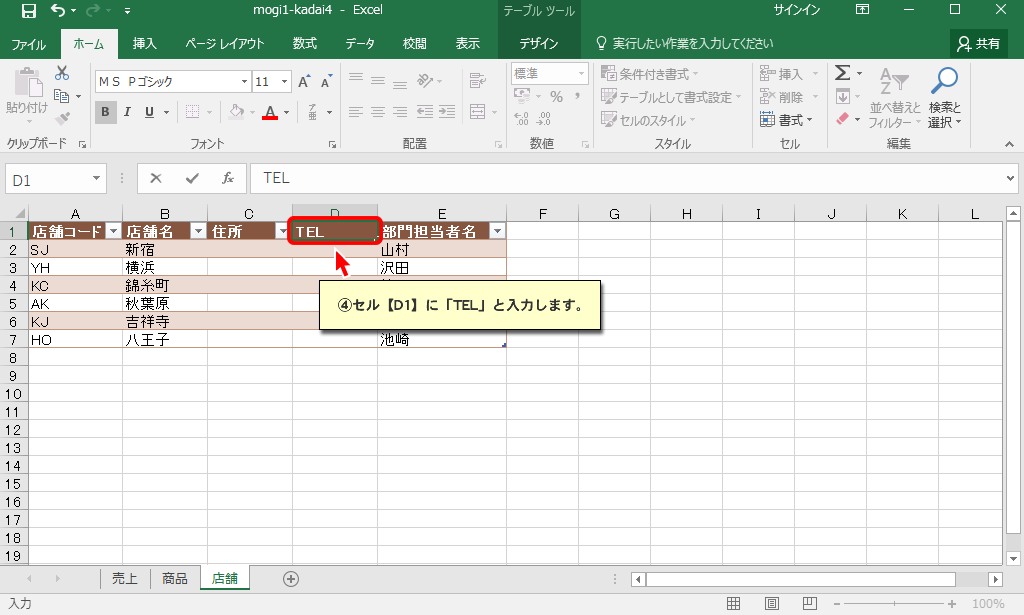 mogi1-kadai4 - Excel
テーブル ツール
サインイン
ファイル ホーム 挿入 ページ レイアウト 数式 データ 校閲 表示 デザイン 実行したい作業を入力してください 共有
貼り付け
クリップボード
ＭＳ Ｐゴシック 11
B I U A
フォント
配置
標準
% ,
数値
条件付き書式
テーブルとして書式設定
セルのスタイル
スタイル
挿入
削除
書式
セル
並べ替えと
フィルター
検索と
選択
編集
D1 fx TEL
A B C D E F G H I J K L
1 店舗コード 店舗名 住所 TEL 部門担当者名
2 SJ 新宿 山村
3 YH 横浜 沢田
4 KC 錦糸町
5 AK 秋葉原
6 KJ 吉祥寺
7 HO 八王子 池崎
8
9
10
11
12
13
14
15
16
17
18
19
④セル【D1】に「TEL」と入力します。
売上 商品 店舗
入力 100%